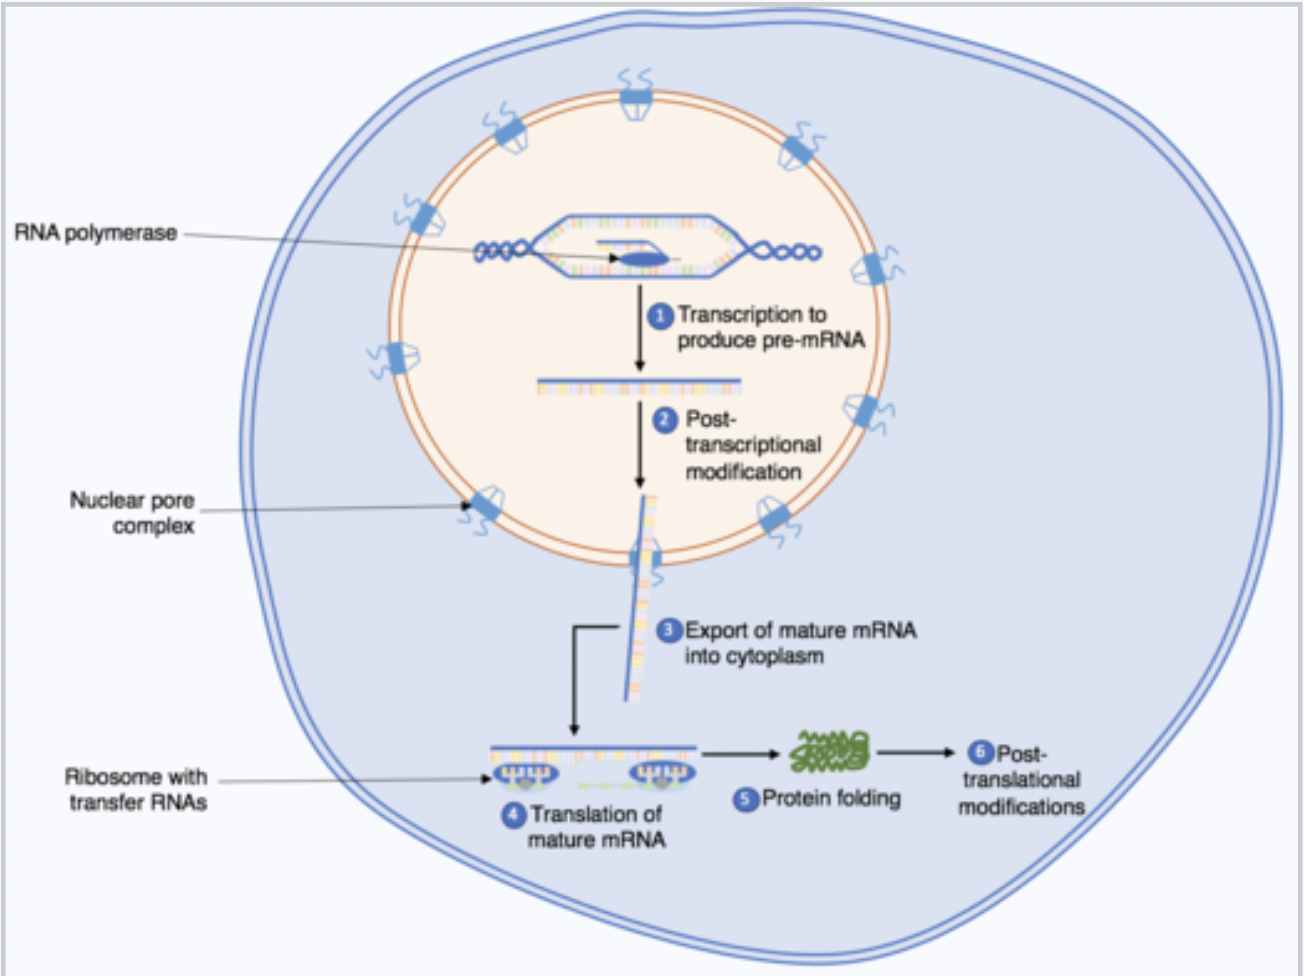 RNA polymerase
1 Transcription to
produce pre-mRNA
2 Post-
transcriptional
modification
Nuclear pore
complex
3 Export of mature mRNA
into cytoplasm
Ribosome with
transfer RNAs
4 Translation of
mature mRNA
5 Protein folding
6 Post-
translational
modifications